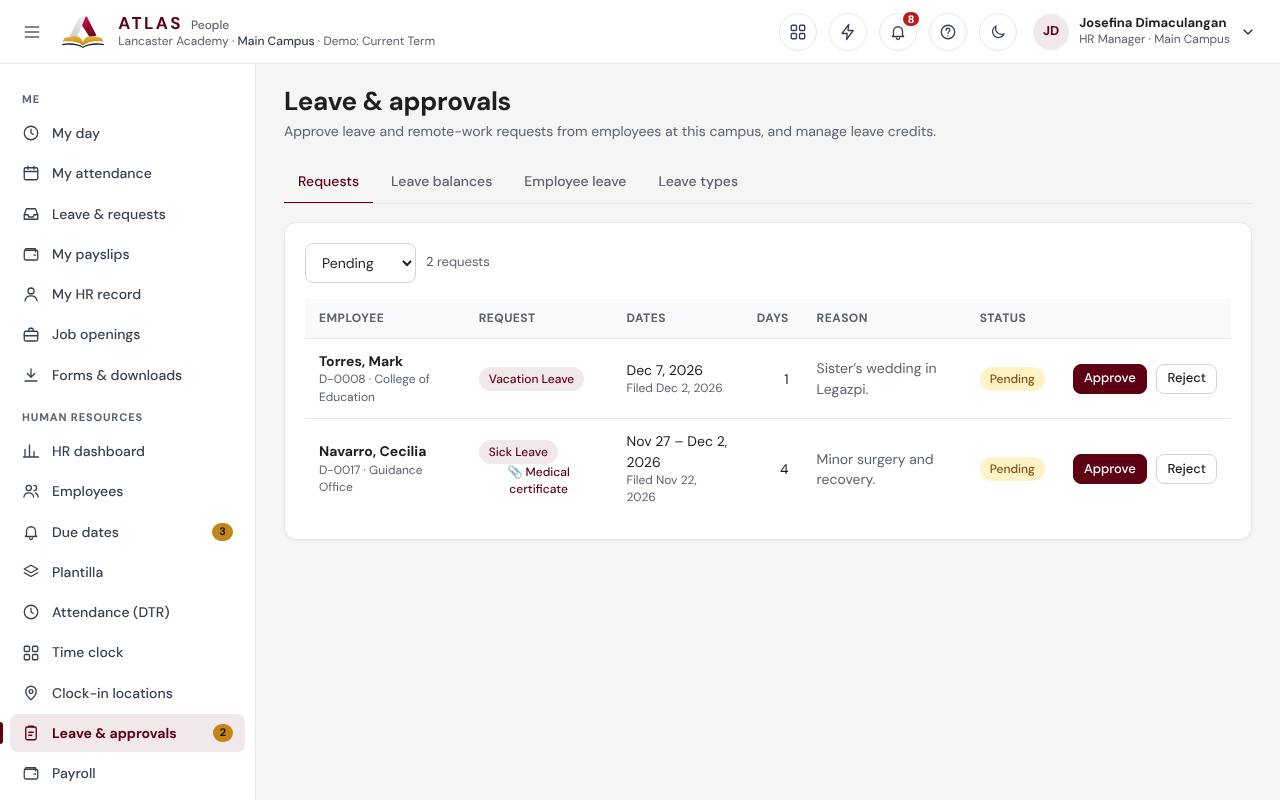 ATLAS People
Lancaster Academy · Main Campus · Demo: Current Term
8
JD
Josefina Dimaculangan
HR Manager · Main Campus
ME
My day
My attendance
Leave & requests
My payslips
My HR record
Job openings
Forms & downloads
HUMAN RESOURCES
HR dashboard
Employees
Due dates 3
Plantilla
Attendance (DTR)
Time clock
Clock-in locations
Leave & approvals 2
Payroll
Leave & approvals
Approve leave and remote-work requests from employees at this campus, and manage leave credits.
Requests Leave balances Employee leave Leave types
Pending 2 requests
EMPLOYEE REQUEST DATES DAYS REASON STATUS
Torres, Mark
D-0008 · College of
Education
Vacation Leave
Dec 7, 2026
Filed Dec 2, 2026
1
Sister’s wedding in
Legazpi.
Pending
Approve Reject
Navarro, Cecilia
D-0017 · Guidance
Office
Sick Leave
📎 Medical
certificate
Nov 27 – Dec 2,
2026
Filed Nov 22,
2026
4
Minor surgery and
recovery.
Pending
Approve Reject